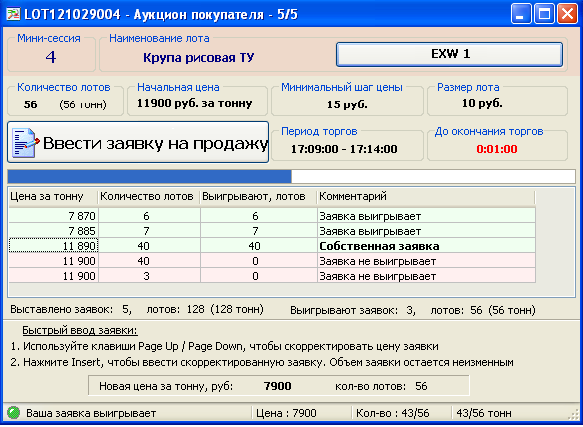 LOT121029004 - Аукцион покупателя - 5/5
Мини-сессия
4
Наименование лота
Крупа рисовая ТУ
EXW 1
Количество лотов
56 (56 тонн)
Начальная цена
11900 руб. за тонну
Минимальный шаг цены
15 руб.
Размер лота
10 руб.
Ввести заявку на продажу
Период торгов
17:09:00 - 17:14:00
До окончания торгов
0:01:00
Цена за тонну Количество лотов Выигрывают, лотов Комментарий
7 870 6 6 Заявка выигрывает
7 885 7 7 Заявка выигрывает
11 890 40 40 Собственная заявка
11 900 40 0 Заявка не выигрывает
11 900 3 0 Заявка не выигрывает
Выставлено заявок: 5, лотов: 128 (128 тонн) Выигрывают заявок: 3, лотов: 56 (56 тонн)
Быстрый ввод заявки:
1. Используйте клавиши Page Up / Page Down, чтобы скорректировать цену заявки
2. Нажмите Insert, чтобы ввести скорректированную заявку. Объем заявки остается неизменным
Новая цена за тонну, руб: 7900 кол-во лотов: 56
Ваша заявка выигрывает Цена : 7900 Кол-во : 43/56 43/56 тонн